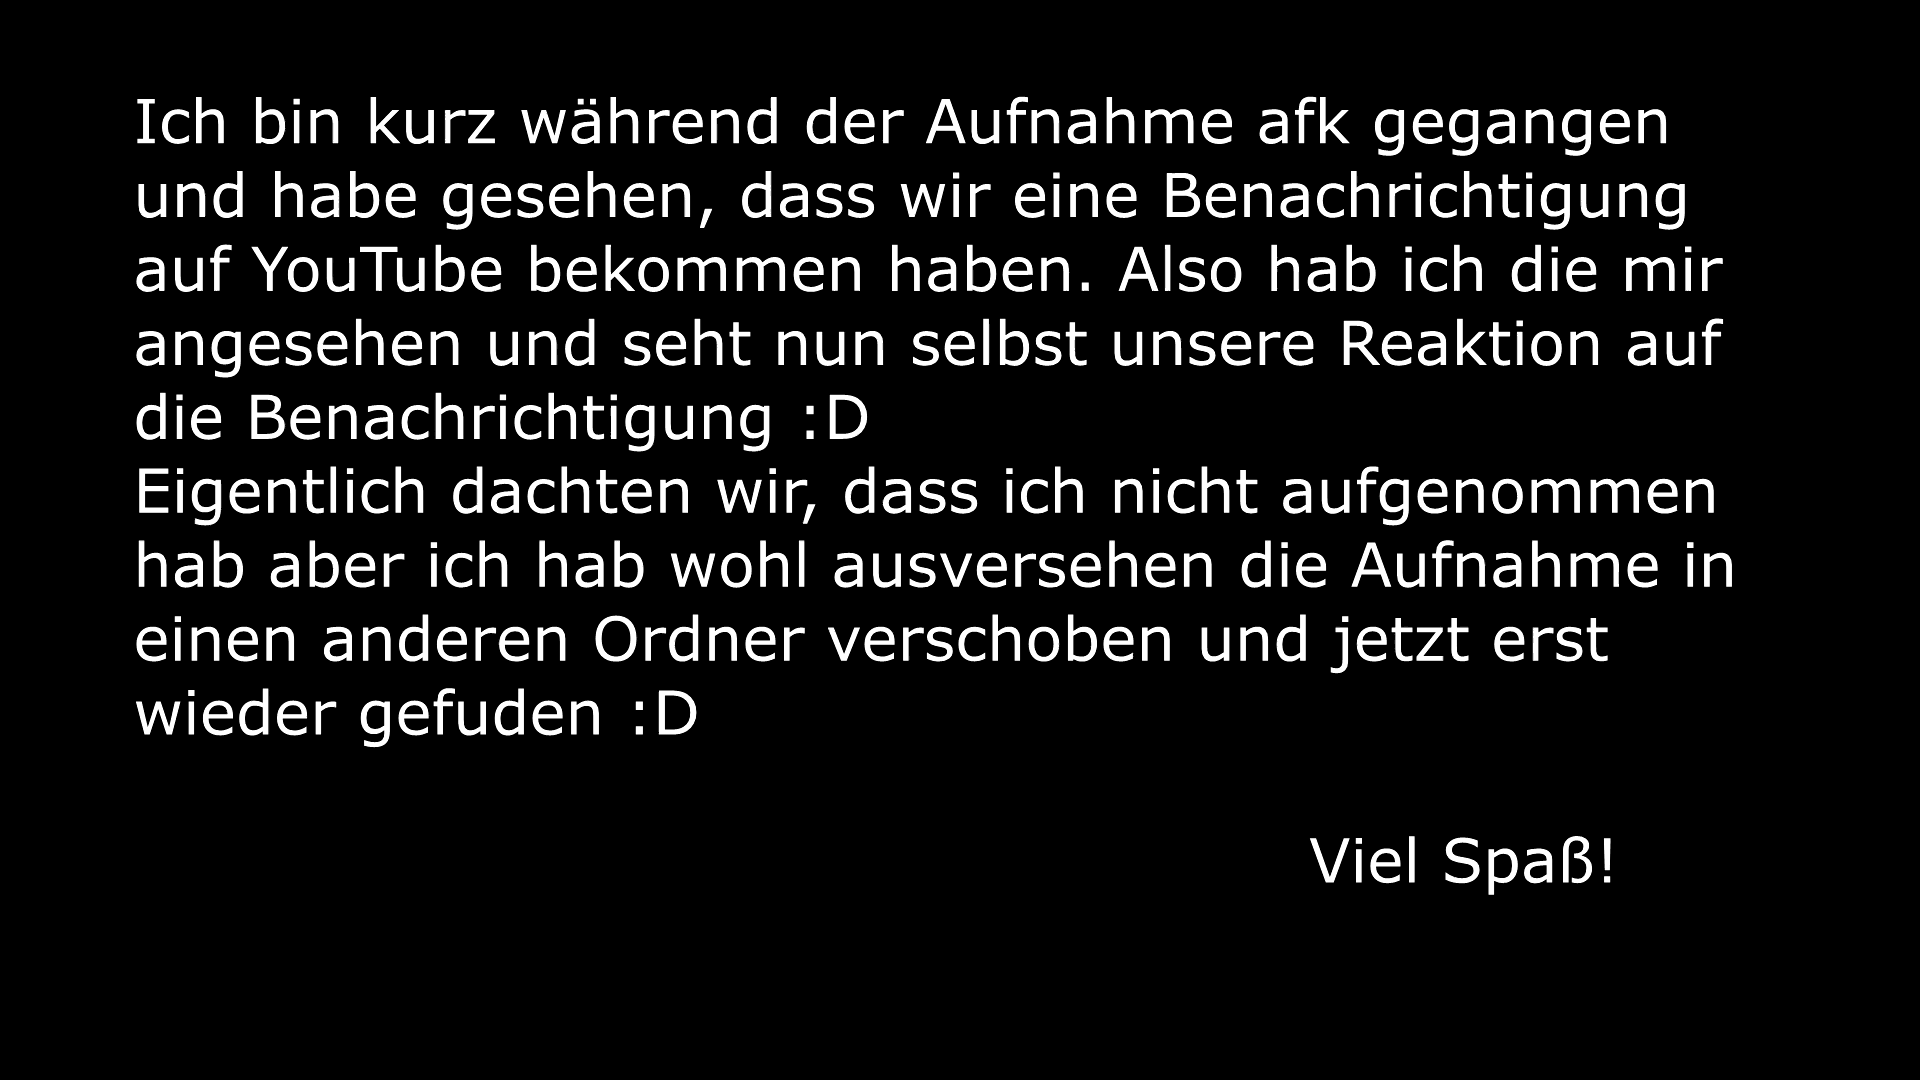 Ich bin kurz während der Aufnahme afk gegangen
und habe gesehen, dass wir eine Benachrichtigung
auf YouTube bekommen haben. Also hab ich die mir
angesehen und seht nun selbst unsere Reaktion auf
die Benachrichtigung :D
Eigentlich dachten wir, dass ich nicht aufgenommen
hab aber ich hab wohl ausversehen die Aufnahme in
einen anderen Ordner verschoben und jetzt erst
wieder gefuden :D
Viel Spaß!